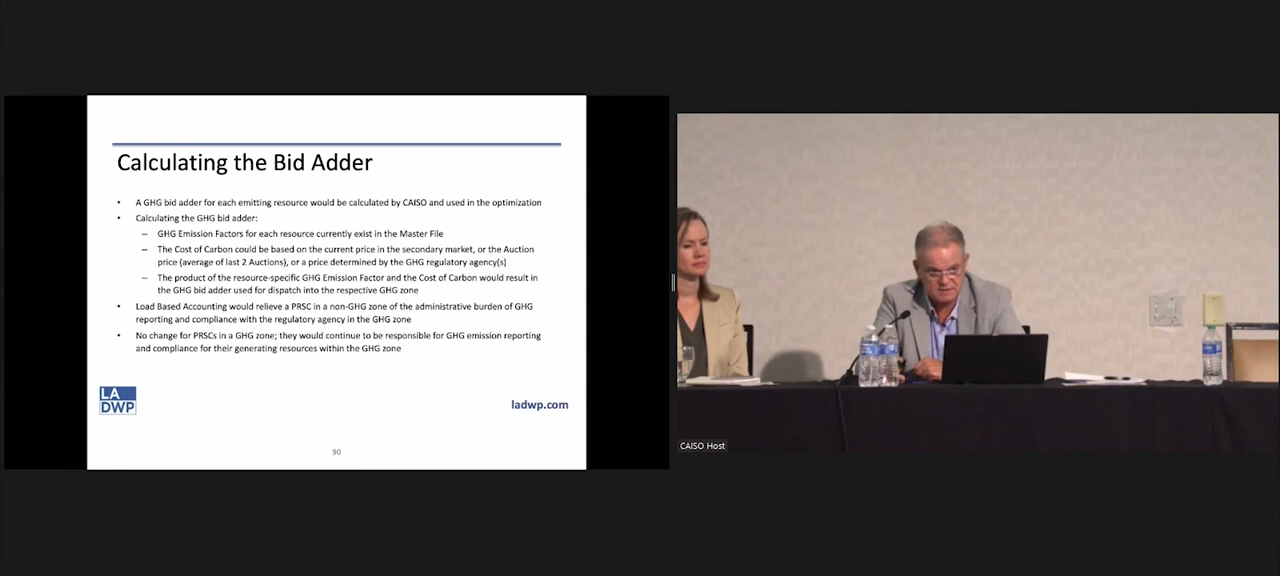 Calculating the Bid Adder
• A GHG bid adder for each emitting resource would be calculated by CAISO and used in the optimization
• Calculating the GHG bid adder:
– GHG Emission Factors for each resource currently exist in the Master File
– The Cost of Carbon could be based on the current price in the secondary market, or the Auction
price (average of last 2 Auctions), or a price determined by the GHG regulatory agency(s)
– The product of the resource-specific GHG Emission Factor and the Cost of Carbon would result in
the GHG bid adder used for dispatch into the respective GHG zone
• Load Based Accounting would relieve a PRSC in a non-GHG zone of the administrative burden of GHG
reporting and compliance with the regulatory agency in the GHG zone
• No change for PRSCs in a GHG zone; they would continue to be responsible for GHG emission reporting
and compliance for their generating resources within the GHG zone
LA
DWP
ladwp.com
90
CAISO Host